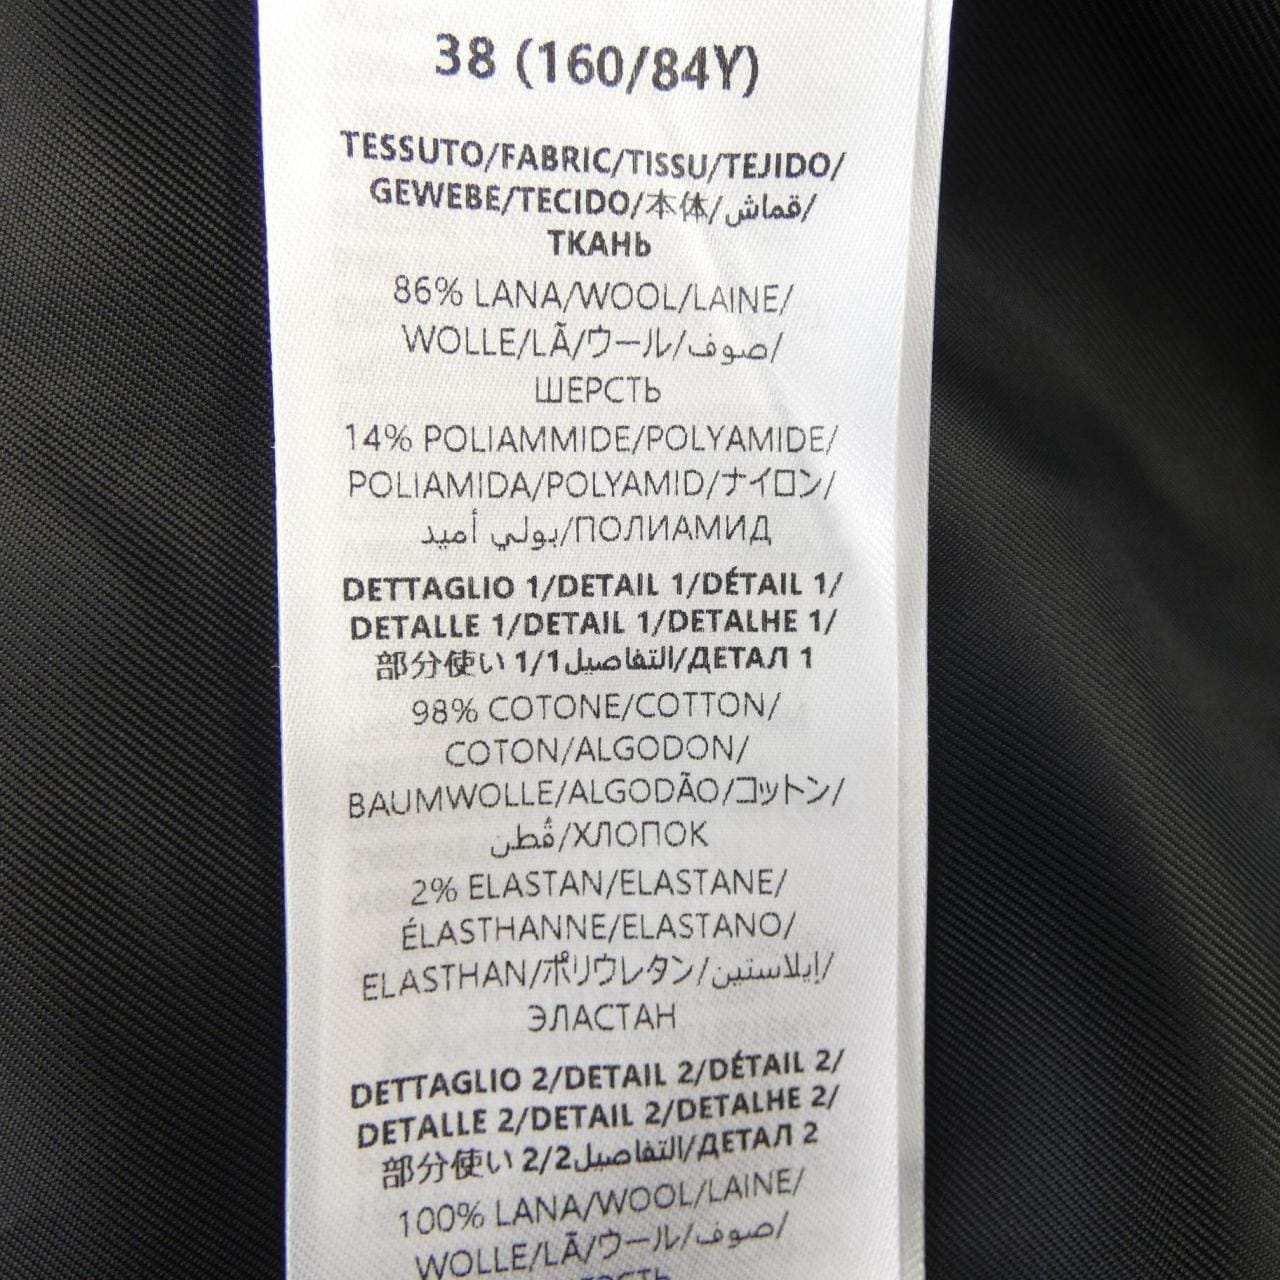 38 (160/84Y)
TESSUTO/FABRIC/TISSU/TEJIDO/
GEWEBE/TECIDO/本体/قماش/
ТКАНЬ
86% LANA/WOOL/LAINE/
WOLLE/LÃ/ウール/صوف/
ШЕРСТЬ
14% POLIAMMIDE/POLYAMIDE/
POLIAMIDA/POLYAMID/ナイロン/
بولي أميد/ПОЛИАМИД
DETTAGLIO 1/DETAIL 1/DÉTAIL 1/
DETALLE 1/DETAIL 1/DETALHE 1/
部分使い 1/1التفاصيل/ДЕТАЛ 1
98% COTONE/COTTON/
COTON/ALGODON/
BAUMWOLLE/ALGODÃO/コットン/
قُطن/ХЛОПОК
2% ELASTAN/ELASTANE/
ÉLASTHANNE/ELASTANO/
ELASTHAN/ポリウレタン/إيلاستين/
ЭЛАСТАН
DETTAGLIO 2/DETAIL 2/DÉTAIL 2/
DETALLE 2/DETAIL 2/DETALHE 2/
部分使い 2/2التفاصيل/ДЕТАЛ 2
100% LANA/WOOL/LAINE/
WOLLE/LÃ/ウール/صوف/